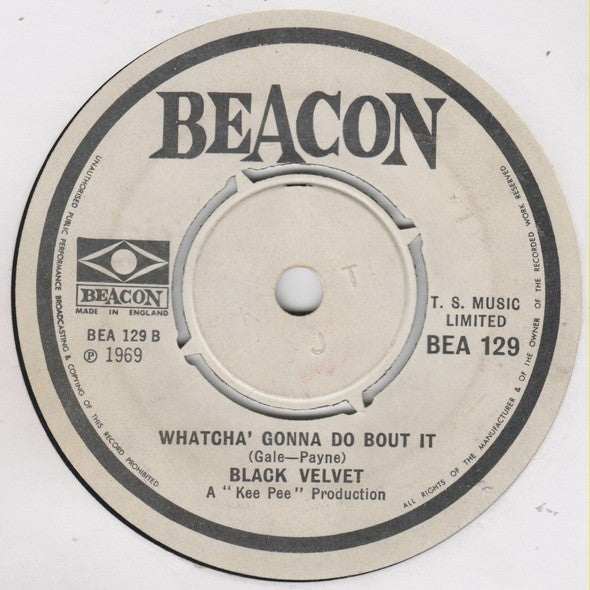 BEACON
UNAUTHORISED PUBLIC PERFORMANCE BROADCASTING & COPYING OF THIS RECORD PROHIBITED
ALL RIGHTS OF THE MANUFACTURER & OF THE OWNER OF THE RECORDED WORK RESERVED
BEACON
MADE IN ENGLAND
BEA 129 B
Ⓟ 1969
T. S. MUSIC
LIMITED
BEA 129
T
J
WHATCHA' GONNA DO BOUT IT
(Gale—Payne)
BLACK VELVET
A "Kee Pee" Production